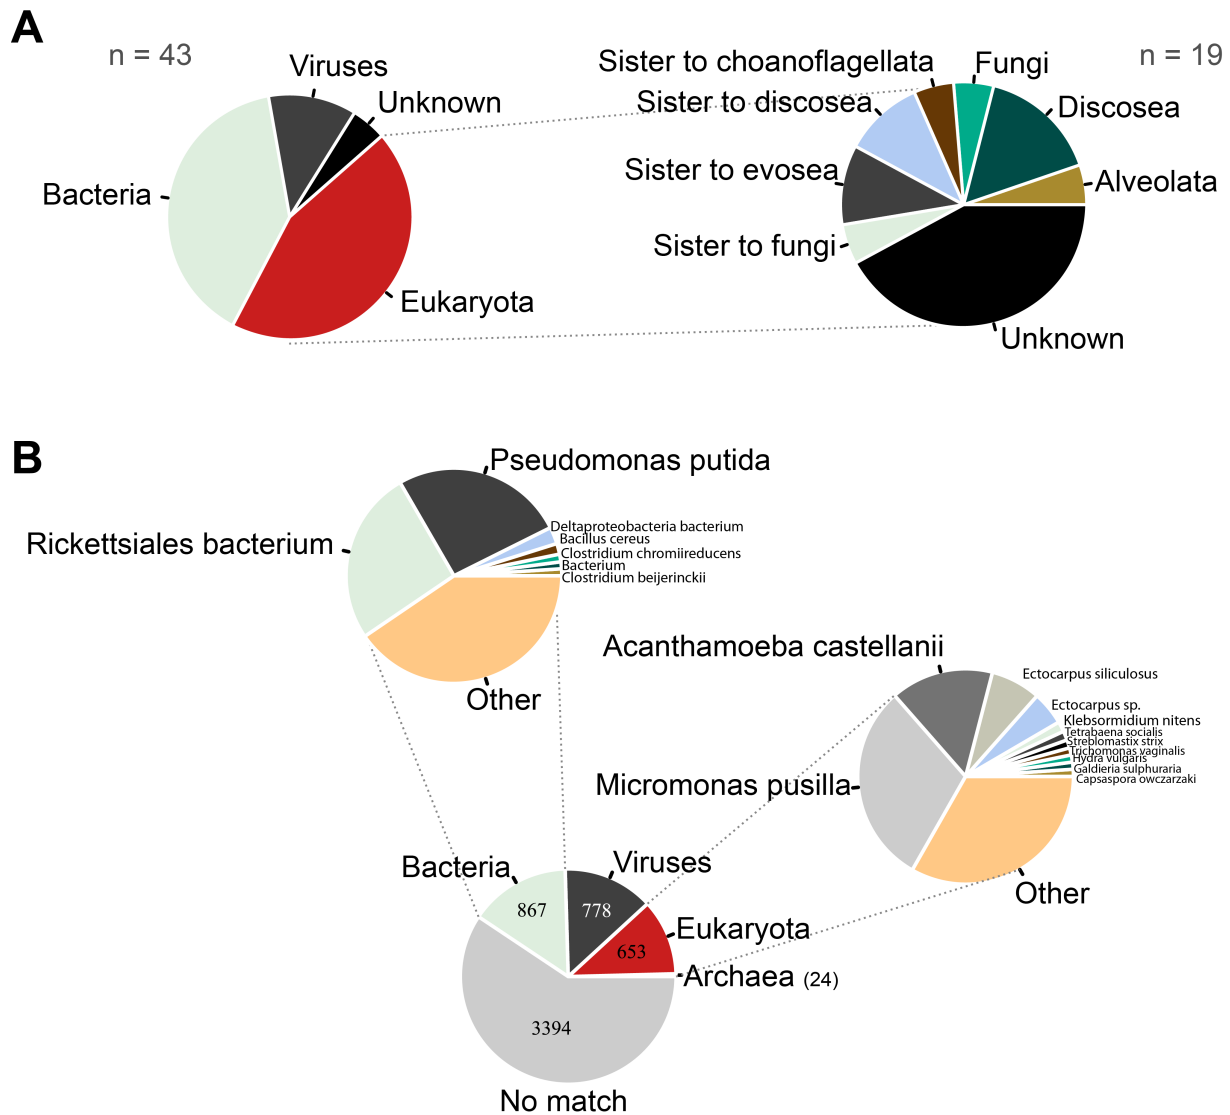 A
n = 43
n = 19
Viruses
Unknown
Bacteria
Eukaryota
Sister to choanoflagellata
Fungi
Sister to discosea
Discosea
Sister to evosea
Alveolata
Sister to fungi
Unknown
B
Pseudomonas putida
Rickettsiales bacterium
Deltaproteobacteria bacterium
Bacillus cereus
Clostridium chromiireducens
Bacterium
Clostridium beijerinckii
Other
Acanthamoeba castellanii
Ectocarpus siliculosus
Ectocarpus sp.
Klebsormidium nitens
Tetrabaena socialis
Streblomastix strix
Trichomonas vaginalis
Hydra vulgaris
Galdieria sulphuraria
Capsaspora owczarzaki
Micromonas pusilla
Other
Bacteria
Viruses
867
778
Eukaryota
653
Archaea (24)
3394
No match